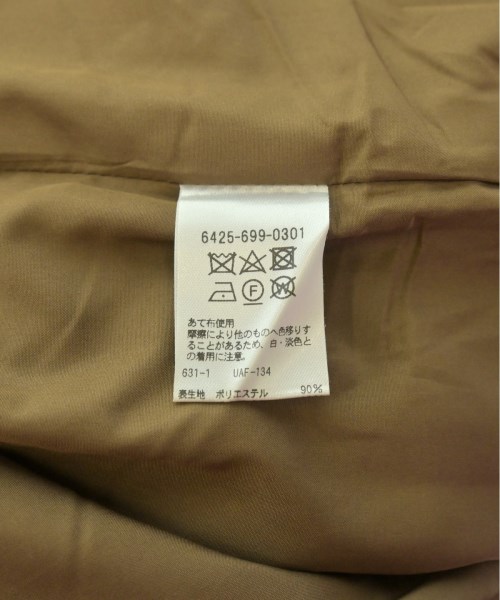 6425-699-0301
F
W
あて布使用
摩擦により他のものへ色移りす
ることがあるため、白・淡色と
の着用に注意。
631-1 UAF-134
表生地 ポリエステル 90%